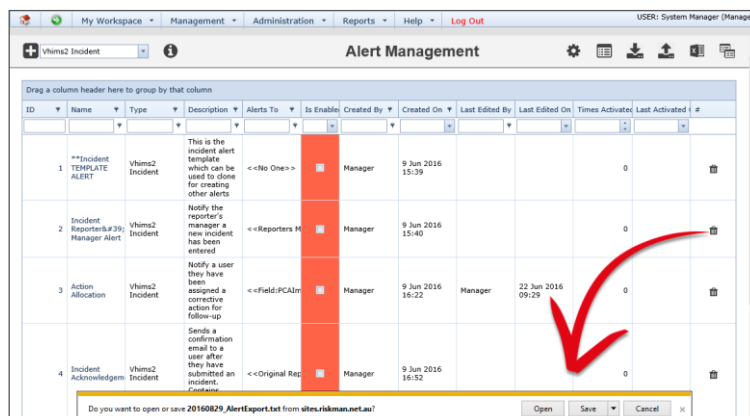 My Workspace Management Administration Reports Help Log Out
USER: System Manager (Manage
Vhims2 Incident Alert Management
Drag a column header here to group by that column
ID Name Type Description Alerts To Is Enable Created By Created On Last Edited By Last Edited On Times Activated Last Activated #
This is the
incident alert
template
which can be
used to clone
for creating
other alerts
1 **Incident
TEMPLATE
ALERT
Vhims2
Incident
<<No One>> Manager 9 Jun 2016
15:39
0
Notify the
reporter's
manager a
new incident
has been
entered
2 Incident
Reporter&#39;
Manager Alert
Vhims2
Incident
<<Reporters M Manager 9 Jun 2016
15:40
0
Notify a user
they have
been
assigned a
corrective
action for
follow-up
3 Action
Allocation
Vhims2
Incident
<<Field:PCAIm Manager 9 Jun 2016
16:22
Manager 22 Jun 2016
09:29
0
Sends a
confirmation
email to a
user after
they have
submitted an
incident.
Contains
4 Incident
Acknowledgem
Vhims2
Incident
<<Original Rep Manager 9 Jun 2016
16:52
0
Do you want to open or save 20160829_AlertExport.txt from sites.riskman.net.au? Open Save Cancel ×